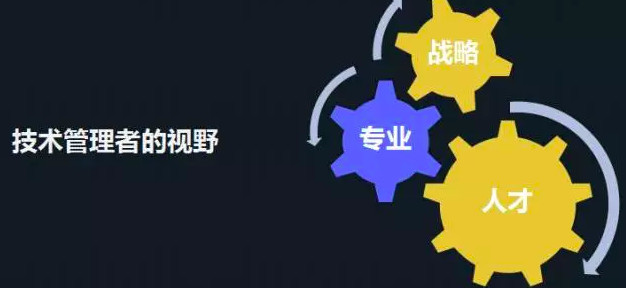 战略
专业
技术管理者的视野
人才